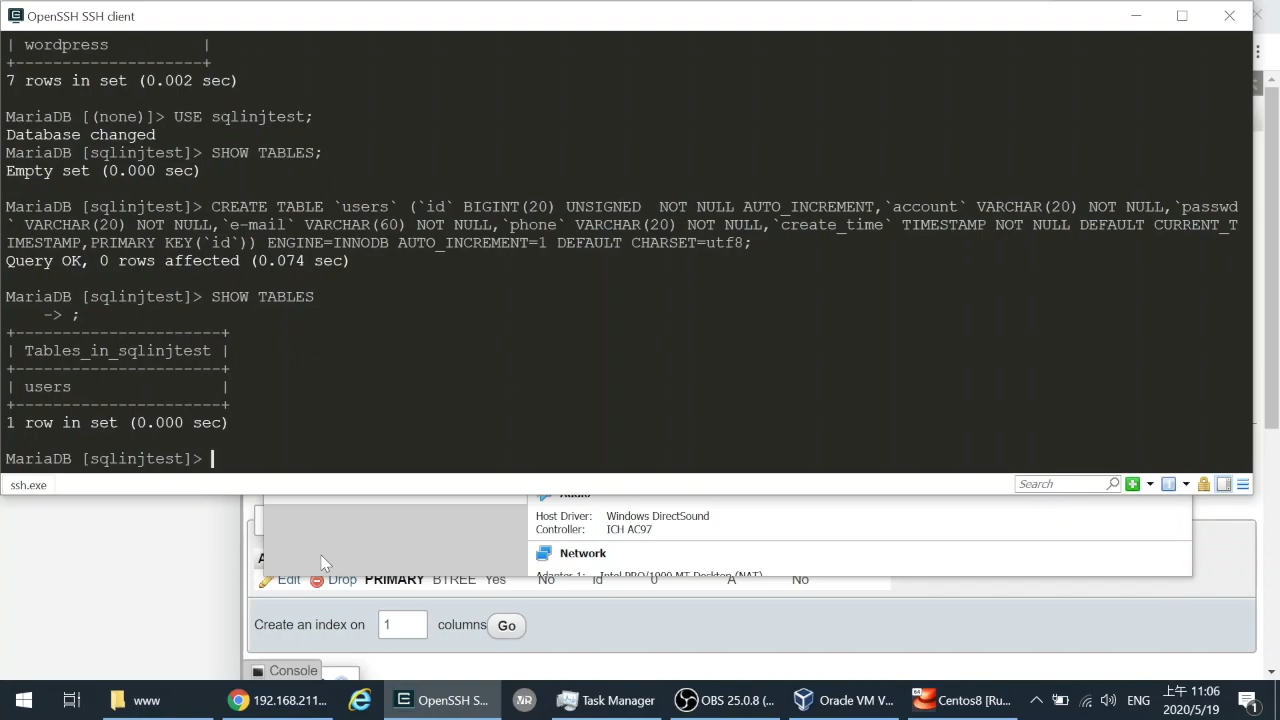 OpenSSH SSH client
| wordpress          |
+--------------------+
7 rows in set (0.002 sec)
MariaDB [(none)]> USE sqlinjtest;
Database changed
MariaDB [sqlinjtest]> SHOW TABLES;
Empty set (0.000 sec)
MariaDB [sqlinjtest]> CREATE TABLE `users` (`id` BIGINT(20) UNSIGNED  NOT NULL AUTO_INCREMENT,`account` VARCHAR(20) NOT NULL,`passwd
` VARCHAR(20) NOT NULL,`e-mail` VARCHAR(60) NOT NULL,`phone` VARCHAR(20) NOT NULL,`create_time` TIMESTAMP NOT NULL DEFAULT CURRENT_T
IMESTAMP,PRIMARY KEY(`id`)) ENGINE=INNODB AUTO_INCREMENT=1 DEFAULT CHARSET=utf8;
Query OK, 0 rows affected (0.074 sec)
MariaDB [sqlinjtest]> SHOW TABLES
    -> ;
+----------------------+
| Tables_in_sqlinjtest |
+----------------------+
| users                |
+----------------------+
1 row in set (0.000 sec)
MariaDB [sqlinjtest]>
ssh.exe
Search
Host Driver: Windows DirectSound
Controller: ICH AC97
Network
Edit Drop PRIMARY BTREE Yes No id 0 A No
Create an index on 1 columns Go
Console
www
192.168.211...
OpenSSH S...
Task Manager
OBS 25.0.8 (...
Oracle VM V...
Centos8 [Ru...
ENG
上午 11:06
2020/5/19